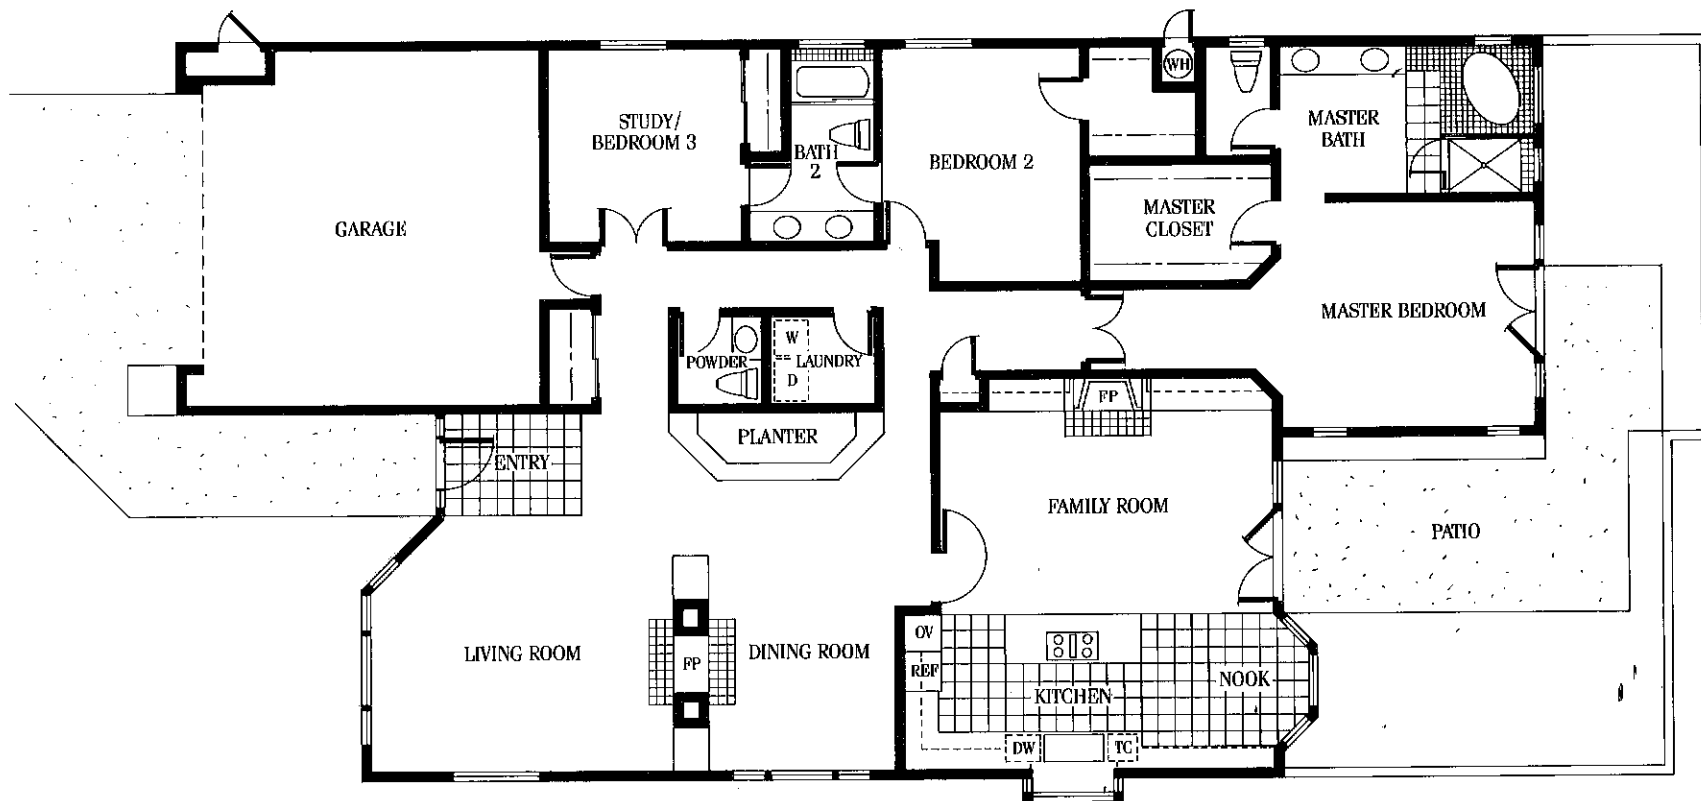 WH
STUDY/
BEDROOM 3
BATH
2
BEDROOM 2
MASTER
BATH
GARAGE
MASTER
CLOSET
MASTER BEDROOM
W
POWDER
LAUNDRY
D
FP
PLANTER
ENTRY
FAMILY ROOM
PATIO
OV
LIVING ROOM
FP
DINING ROOM
REF
KITCHEN
NOOK
DW
TC